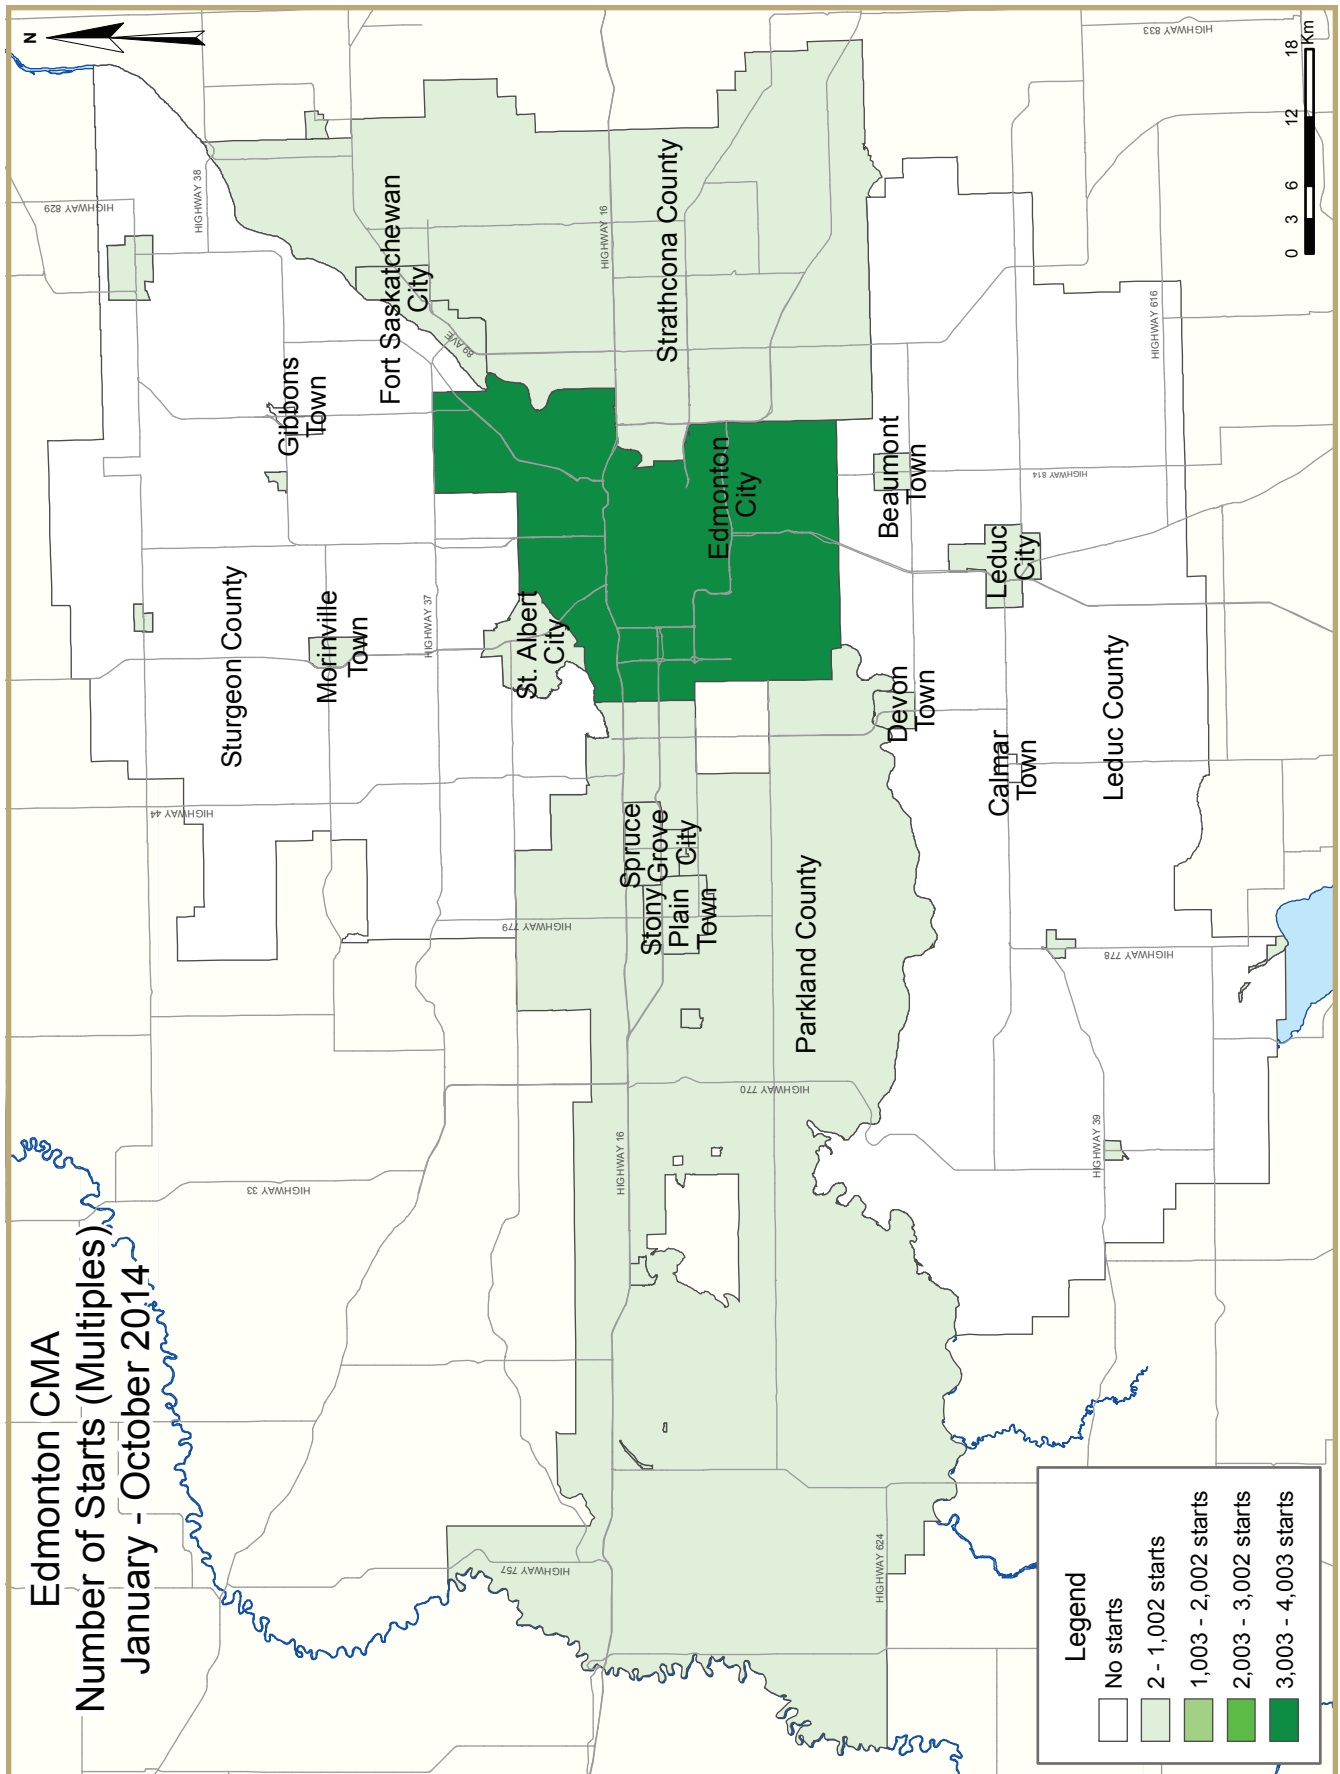 Edmonton CMA
Number of Starts (Multiples)
January - October 2014
N
HIGHWAY 829
HIGHWAY 38
HIGHWAY 833
Gibbons
Town
Fort Saskatchewan
City
89 AVE
HIGHWAY 16
Strathcona County
Sturgeon County
Morinville
Town
HIGHWAY 37
St. Albert
City
HIGHWAY 44
Edmonton
City
HIGHWAY 779
Spruce
Grove
City
Stony
Plain
Town
Parkland County
HIGHWAY 33
HIGHWAY 16
HIGHWAY 770
HIGHWAY 757
HIGHWAY 624
Beaumont
Town
HIGHWAY 814
HIGHWAY 616
Leduc
City
Devon
Town
Calmar
Town
Leduc County
HIGHWAY 778
HIGHWAY 39
0 3 6 12 18
Km
Legend
No starts
2 - 1,002 starts
1,003 - 2,002 starts
2,003 - 3,002 starts
3,003 - 4,003 starts